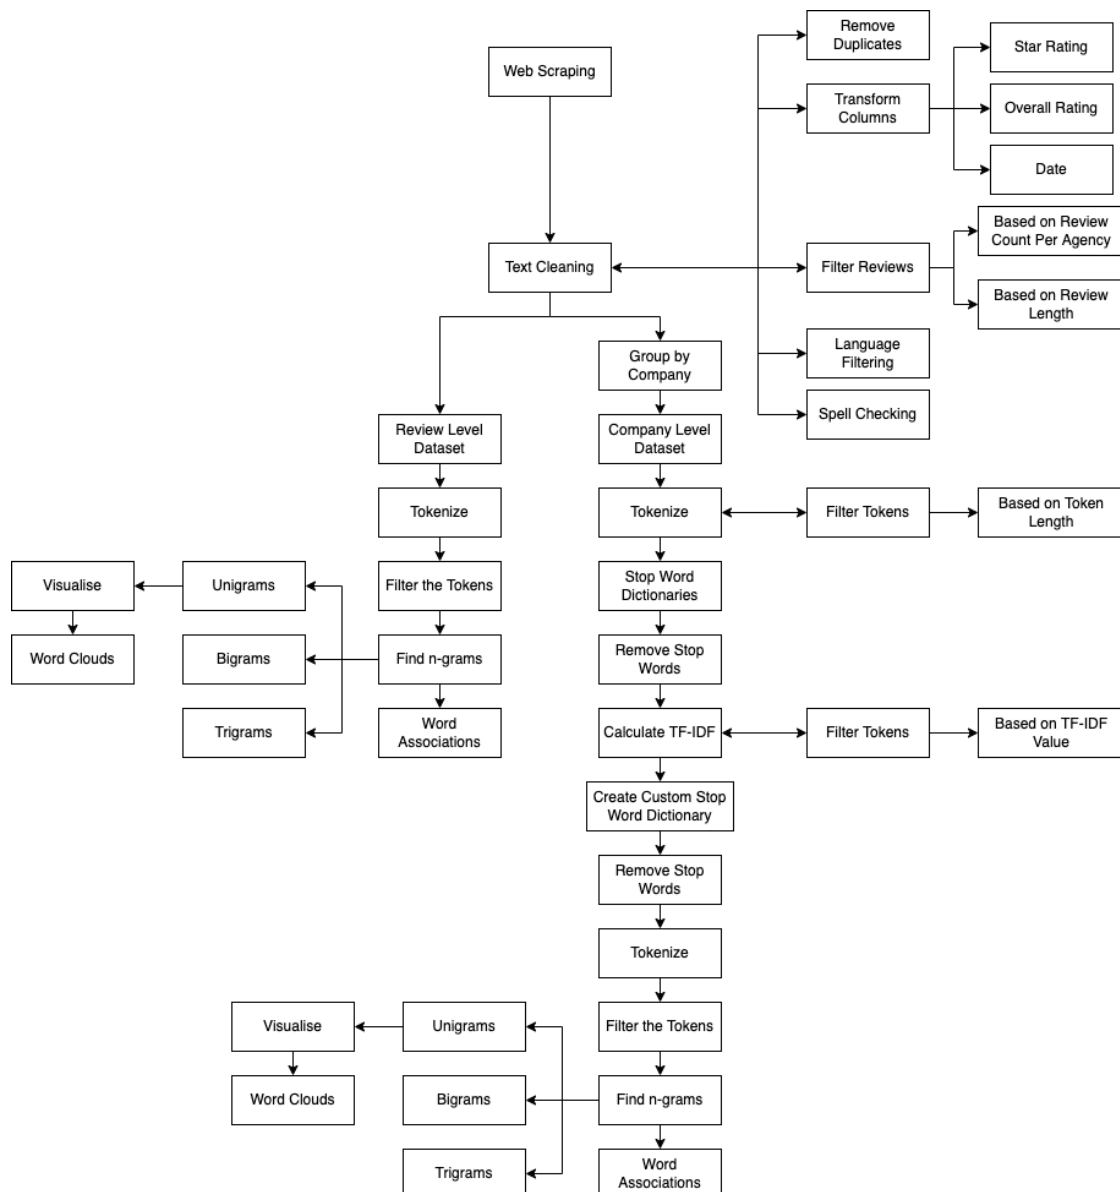 Web Scraping
Remove
Duplicates
Transform
Columns
Star Rating
Overall Rating
Date
Text Cleaning
Filter Reviews
Based on Review
Count Per Agency
Based on Review
Length
Language
Filtering
Spell Checking
Group by
Company
Review Level
Dataset
Company Level
Dataset
Tokenize
Tokenize
Filter Tokens
Based on Token
Length
Visualise
Unigrams
Filter the Tokens
Stop Word
Dictionaries
Word Clouds
Bigrams
Find n-grams
Remove Stop
Words
Trigrams
Word
Associations
Calculate TF-IDF
Filter Tokens
Based on TF-IDF
Value
Create Custom Stop
Word Dictionary
Remove Stop
Words
Tokenize
Visualise
Unigrams
Filter the Tokens
Word Clouds
Bigrams
Find n-grams
Trigrams
Word
Associations